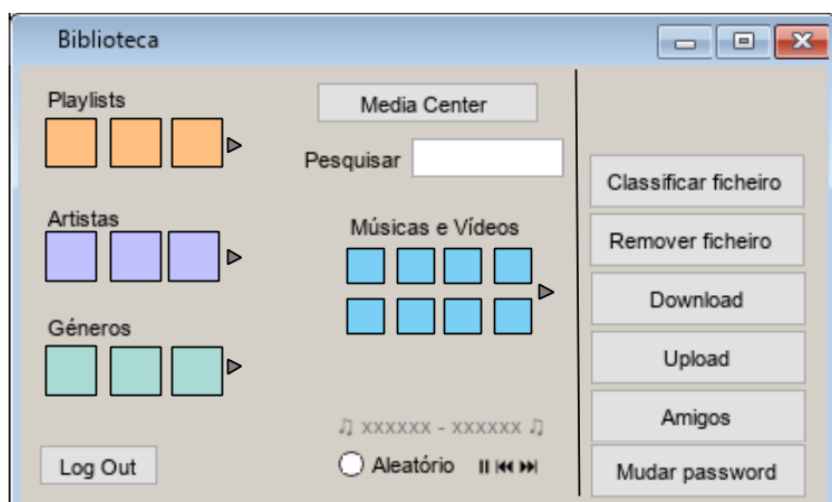 Biblioteca
Playlists
Artistas
Géneros
Log Out
Media Center
Pesquisar
Músicas e Vídeos
♫ xxxxxx - xxxxxx ♫
Aleatório
Classificar ficheiro
Remover ficheiro
Download
Upload
Amigos
Mudar password